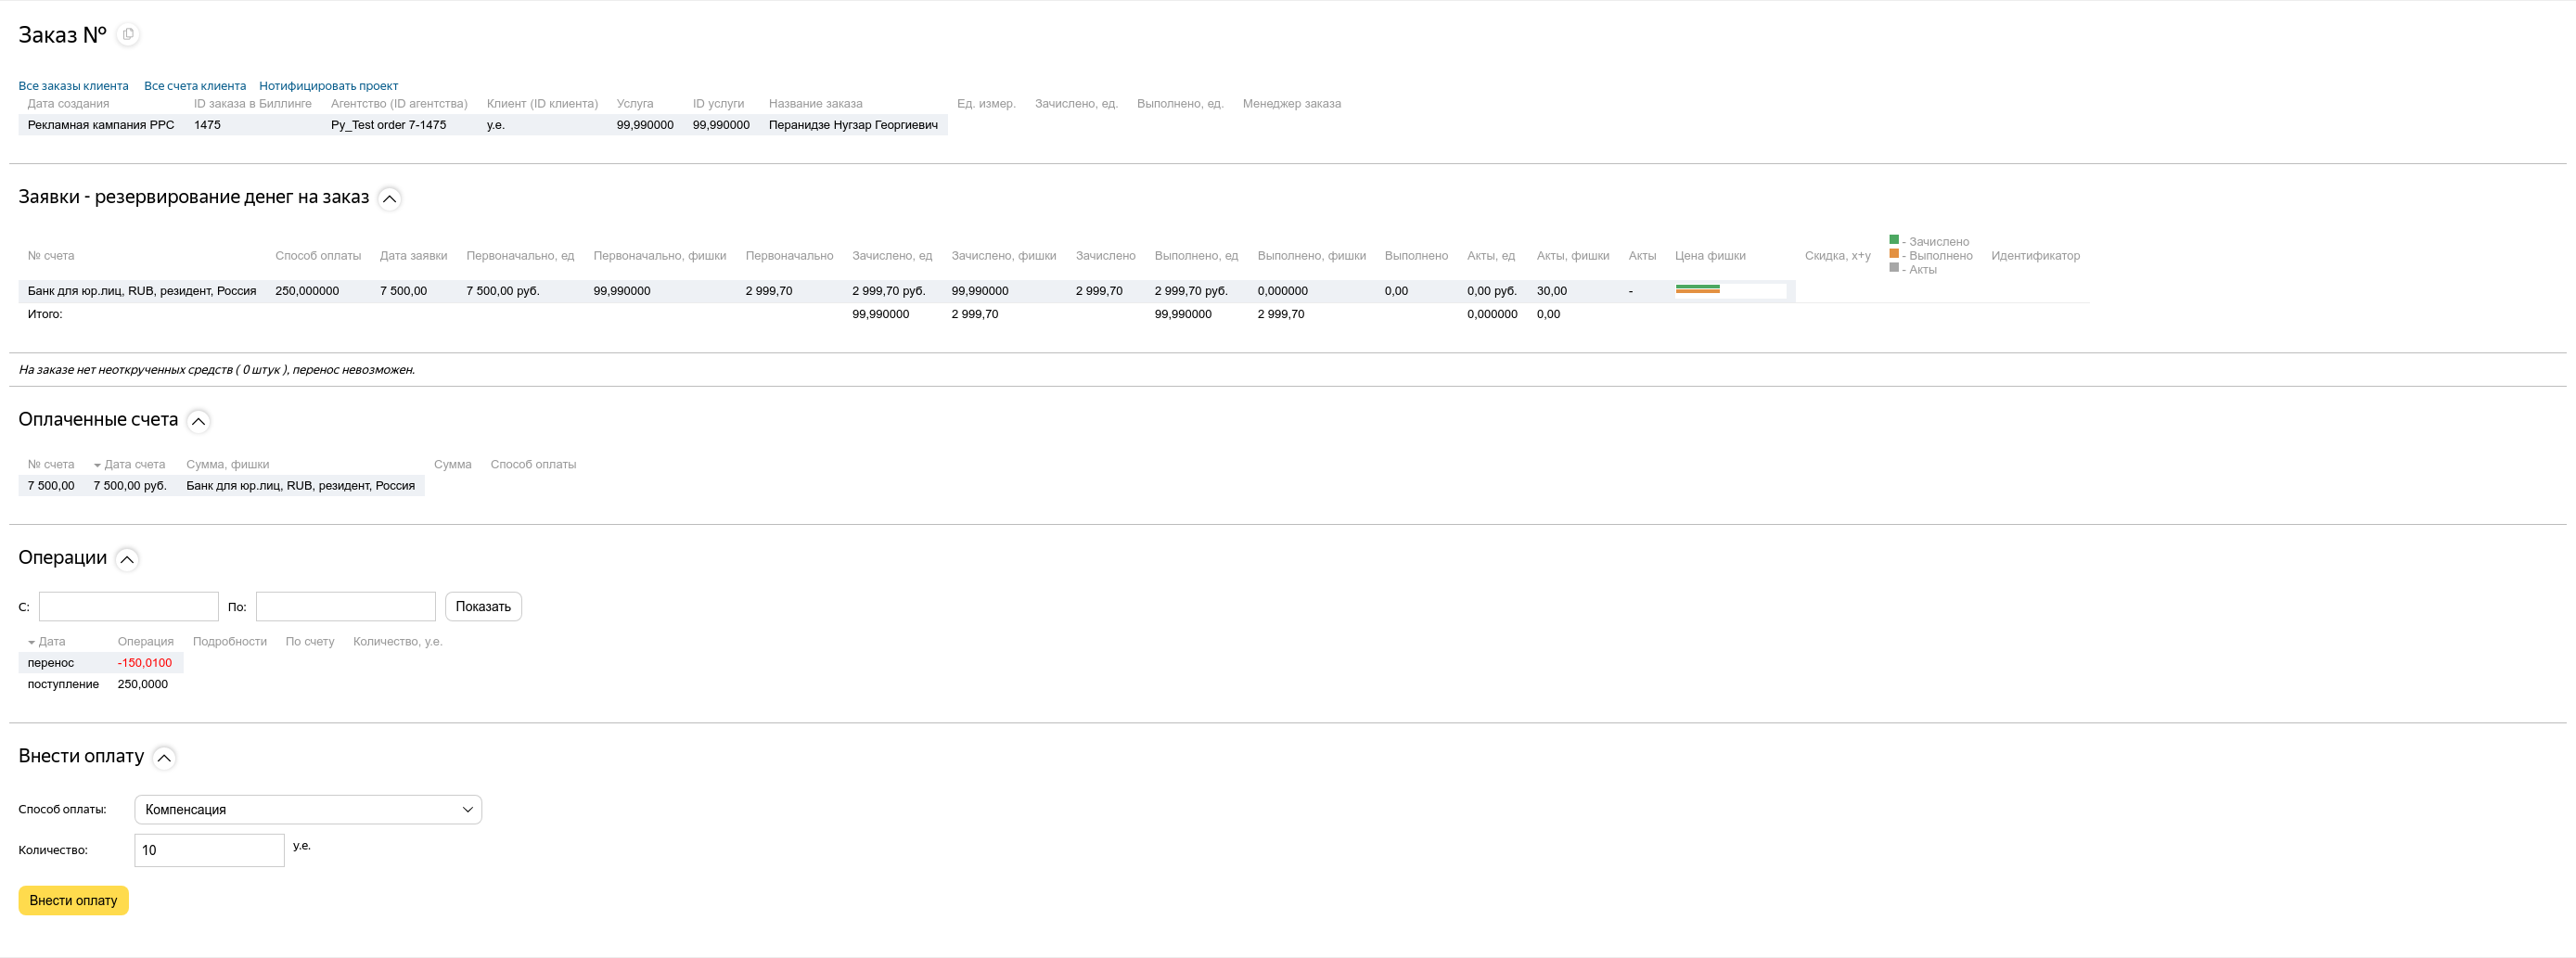 Заказ №
Все заказы клиента Все счета клиента Нотифицировать проект
Дата создания ID заказа в Биллинге Агентство (ID агентства) Клиент (ID клиента) Услуга ID услуги Название заказа Ед. измер. Зачислено, ед. Выполнено, ед. Менеджер заказа
Рекламная кампания РРС 1475 Py_Test order 7-1475 у.е. 99,990000 99,990000 Перанидзе Нугзар Георгиевич
Заявки - резервирование денег на заказ
№ счета Способ оплаты Дата заявки Первоначально, ед Первоначально, фишки Первоначально Зачислено, ед Зачислено, фишки Зачислено Выполнено, ед Выполнено, фишки Выполнено Акты, ед Акты, фишки Акты Цена фишки Скидка, x+y - Зачислено - Выполнено - Акты Идентификатор
Банк для юр.лиц, RUB, резидент, Россия 250,000000 7 500,00 7 500,00 руб. 99,990000 2 999,70 2 999,70 руб. 99,990000 2 999,70 2 999,70 руб. 0,000000 0,00 0,00 руб. 30,00 -
Итого: 99,990000 2 999,70 99,990000 2 999,70 0,000000 0,00
На заказе нет неоткрученных средств ( 0 штук ), перенос невозможен.
Оплаченные счета
№ счета Дата счета Сумма, фишки Сумма Способ оплаты
7 500,00 7 500,00 руб. Банк для юр.лиц, RUB, резидент, Россия
Операции
С: По: Показать
Дата Операция Подробности По счету Количество, у.е.
перенос -150,0100
поступление 250,0000
Внести оплату
Способ оплаты: Компенсация
Количество: 10 у.е.
Внести оплату